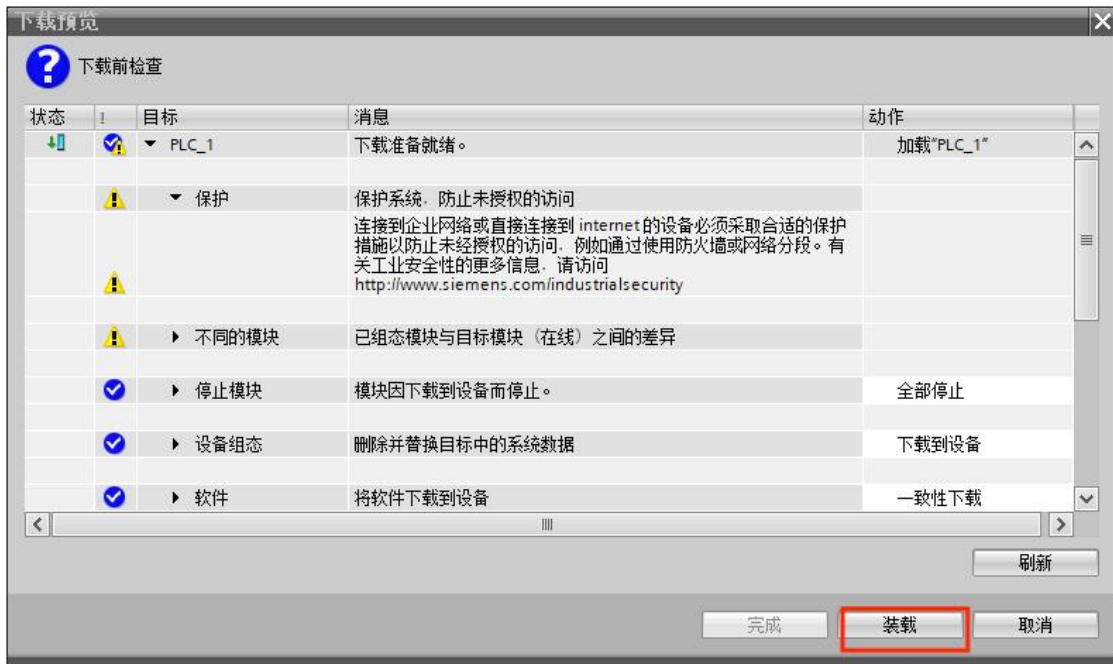 下载预览
下载前检查
状态 ! 目标 消息 动作
PLC_1 下载准备就绪。 加载"PLC_1"
保护 保护系统，防止未授权的访问
连接到企业网络或直接连接到 internet 的设备必须采取合适的保护
措施以防止未经授权的访问，例如通过使用防火墙或网络分段。有
关工业安全性的更多信息，请访问
http://www.siemens.com/industrialsecurity
不同的模块 已组态模块与目标模块（在线）之间的差异
停止模块 模块因下载到设备而停止。 全部停止
设备组态 删除并替换目标中的系统数据 下载到设备
软件 将软件下载到设备 一致性下载
刷新
完成 装载 取消